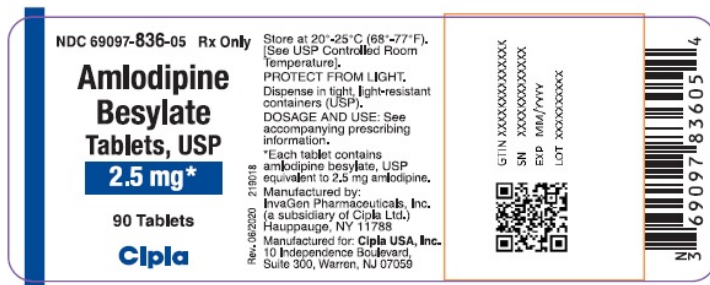 NDC 69097-836-05 Rx Only
Amlodipine
Besylate
Tablets, USP
2.5 mg*
90 Tablets
Cipla
Store at 20°-25°C (68°-77°F).
[See USP Controlled Room
Temperature].
PROTECT FROM LIGHT.
Dispense in tight, light-resistant
containers (USP).
DOSAGE AND USE: See
accompanying prescribing
information.
*Each tablet contains
amlodipine besylate, USP
equivalent to 2.5 mg amlodipine.
Manufactured by:
InvaGen Pharmaceuticals, Inc.
(a subsidiary of Cipla Ltd.)
Hauppauge, NY 11788
Manufactured for: Cipla USA, Inc.
10 Independence Boulevard,
Suite 300, Warren, NJ 07059
Rev. 06/2020 219018
GTIN XXXXXXXXXXXXXX
SN XXXXXXXXXXXXX
EXP MM/YYYY
LOT XXXXXXXXXX
N
3 69097 83605 4